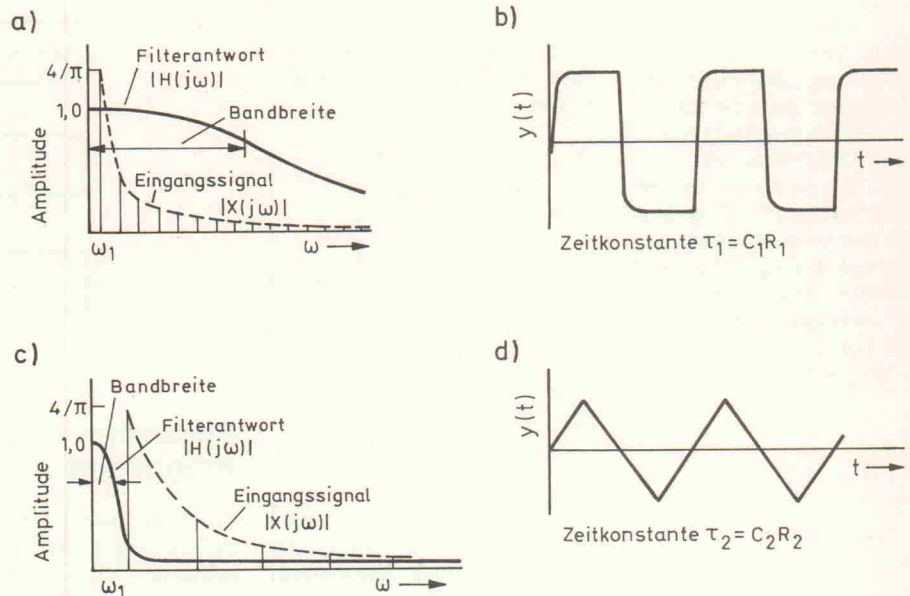 a)
Filterantwort
|H(jω)|
4/π
1,0
Bandbreite
Amplitude
Eingangssignal
|X(jω)|
ω₁
ω
b)
y(t)
t
Zeitkonstante τ₁ = C₁R₁
c)
Bandbreite
4/π
Filterantwort
|H(jω)|
1,0
Amplitude
Eingangssignal
|X(jω)|
ω₁
ω
d)
y(t)
t
Zeitkonstante τ₂ = C₂R₂